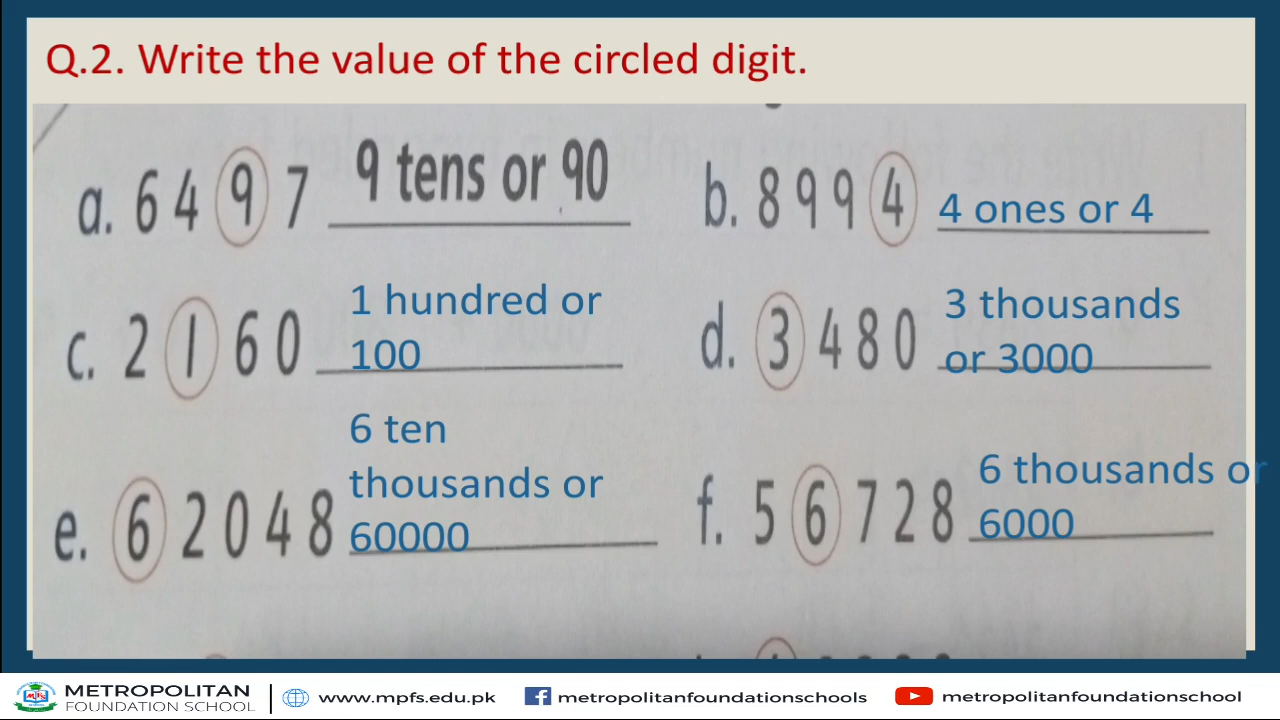 Q.2. Write the value of the circled digit.
a. 6 4 9 7 9 tens or 90
b. 8 9 9 4 4 ones or 4
c. 2 1 6 0 1 hundred or
100
d. 3 4 8 0 3 thousands
or 3000
e. 6 2 0 4 8 6 ten
thousands or
60000
f. 5 6 7 2 8 6 thousands or
6000
METROPOLITAN
FOUNDATION SCHOOL
www.mpfs.edu.pk
metropolitanfoundationschools
metropolitanfoundationschool